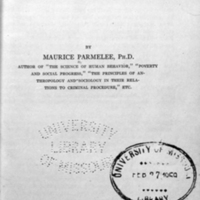 BY
MAURICE PARMELEE, PH.D.
AUTHOR OF "THE SCIENCE OF HUMAN BEHAVIOR," "POVERTY
AND SOCIAL PROGRESS," "THE PRINCIPLES OF AN-
THROPOLOGY AND SOCIOLOGY IN THEIR RELA-
TIONS TO CRIMINAL PROCEDURE," ETC.
UNIVERSITY
LIBRARY
OF MISSOURI
UNIVERSITY OF MISSOURI
FEB 27
LIBRARY